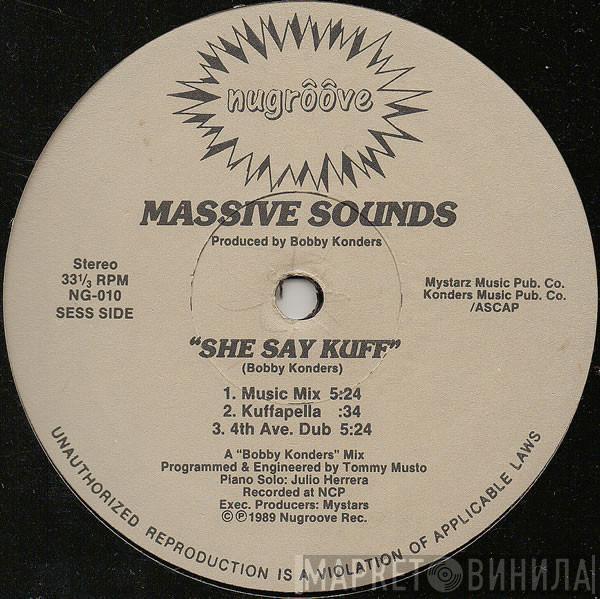 nugrôôve
MASSIVE SOUNDS
Produced by Bobby Konders
Stereo
33 1/3 RPM
NG-010
SESS SIDE
Mystarz Music Pub. Co.
Konders Music Pub. Co.
/ASCAP
"SHE SAY KUFF"
(Bobby Konders)
1. Music Mix 5:24
2. Kuffapella :34
3. 4th Ave. Dub 5:24
A "Bobby Konders" Mix
Programmed & Engineered by Tommy Musto
Piano Solo: Julio Herrera
Recorded at NCP
Exec. Producers: Mystars
©℗1989 Nugroove Rec.
UNAUTHORIZED REPRODUCTION IS A VIOLATION OF APPLICABLE LAWS
МАРКЕТ ВИНИЛА